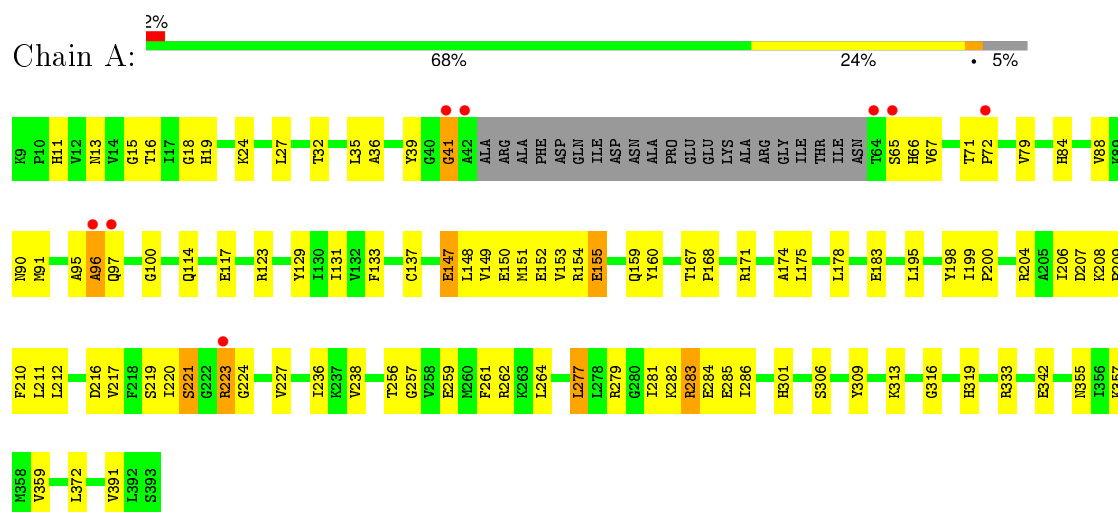 2%
Chain A:
68% 24% • 5%
K9 P10 H11 V12 N13 V14 G15 T16 I17 G18 H19 K24 L27 T32 L35 A36 Y39 G40 G41 A42 ALA ARG ALA PHE ASP GLN ILE ASP ASN ALA PRO GLU GLU LYS ALA ARG GLY ILE THR ILE ASN T64 S65 H66 V67 T71 P72 V79 H84 V88 K89
N90 M91 A95 A96 Q97 G100 Q114 E117 R123 Y129 I130 I131 V132 F133 C137 E147 L148 V149 E150 M151 E152 V153 R154 E155 Q159 Y160 T167 P168 R171 A174 L175 L178 E183 L195 Y198 I199 P200 R204 A205 I206 D207 K208 P209
F210 L211 L212 D216 V217 F218 S219 I220 S221 G222 R223 G224 V227 I236 K237 V238 T256 G257 V258 E259 M260 F261 R262 K263 L264 L277 L278 R279 G280 I281 K282 R283 E284 E285 I286 H301 S306 Y309 K313 G316 H319 R333 E342 N355 I356 K357
M358 V359 L372 V391 L392 S393